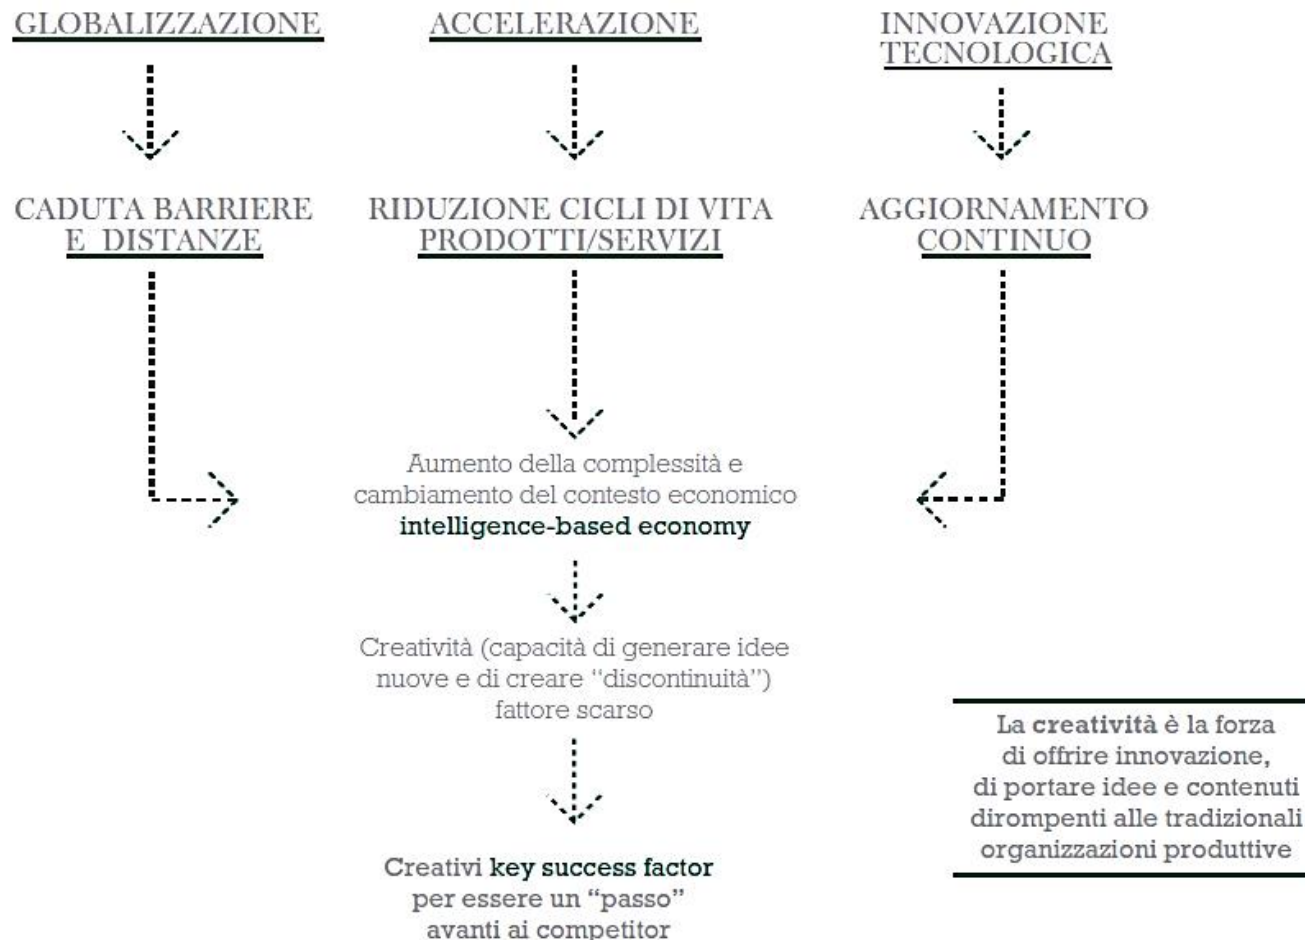 GLOBALIZZAZIONE
ACCELERAZIONE
INNOVAZIONE
TECNOLOGICA
CADUTA BARRIERE
E DISTANZE
RIDUZIONE CICLI DI VITA
PRODOTTI/SERVIZI
AGGIORNAMENTO
CONTINUO
Aumento della complessità e
cambiamento del contesto economico
intelligence-based economy
Creatività (capacità di generare idee
nuove e di creare “discontinuità”)
fattore scarso
Creativi key success factor
per essere un “passo”
avanti ai competitor
La creatività è la forza
di offrire innovazione,
di portare idee e contenuti
dirompenti alle tradizionali
organizzazioni produttive